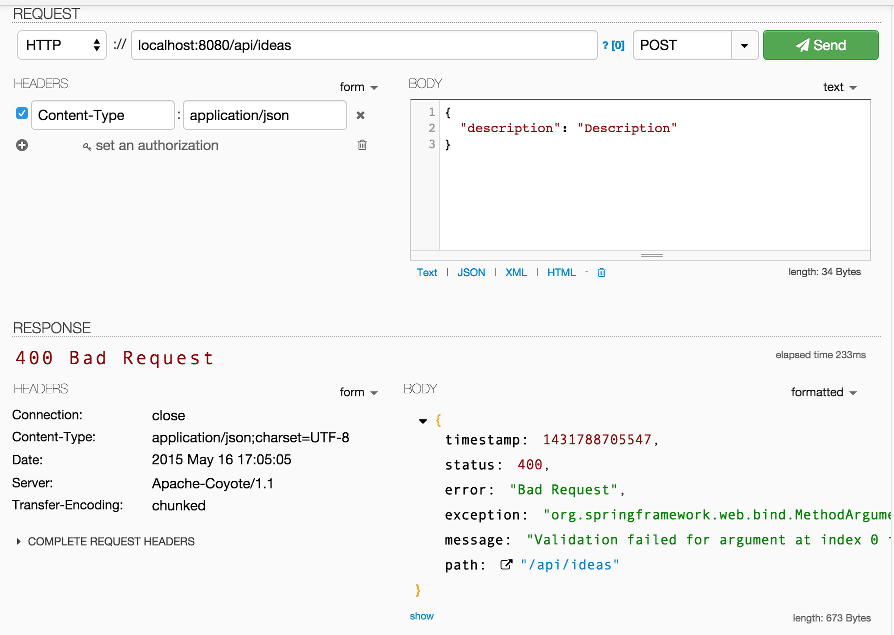 REQUEST
HTTP :// localhost:8080/api/ideas ? [0] POST Send
HEADERS form
Content-Type : application/json
set an authorization
BODY text
1 {
2 "description": "Description"
3 }
Text | JSON | XML | HTML - length: 34 Bytes
RESPONSE
400 Bad Request elapsed time 233ms
HEADERS form
Connection: close
Content-Type: application/json;charset=UTF-8
Date: 2015 May 16 17:05:05
Server: Apache-Coyote/1.1
Transfer-Encoding: chunked
COMPLETE REQUEST HEADERS
BODY formatted
{
timestamp: 1431788705547,
status: 400,
error: "Bad Request",
exception: "org.springframework.web.bind.MethodArgume
message: "Validation failed for argument at index 0
path: "/api/ideas"
}
show length: 673 Bytes